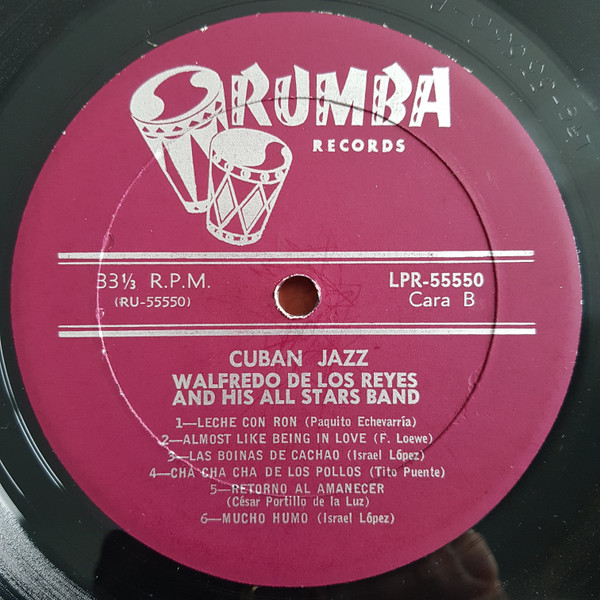 RUMBA
RECORDS
33⅓ R.P.M.
(RU-55550)
LPR-55550
Cara B
CUBAN JAZZ
WALFREDO DE LOS REYES
AND HIS ALL STARS BAND
1—LECHE CON RON (Paquito Echevarría)
2—ALMOST LIKE BEING IN LOVE (F. Loewe)
3—LAS BOINAS DE CACHAO (Israel López)
4—CHA CHA CHA DE LOS POLLOS (Tito Puente)
5—RETORNO AL AMANECER
(César Portillo de la Luz)
6—MUCHO HUMO (Israel López)